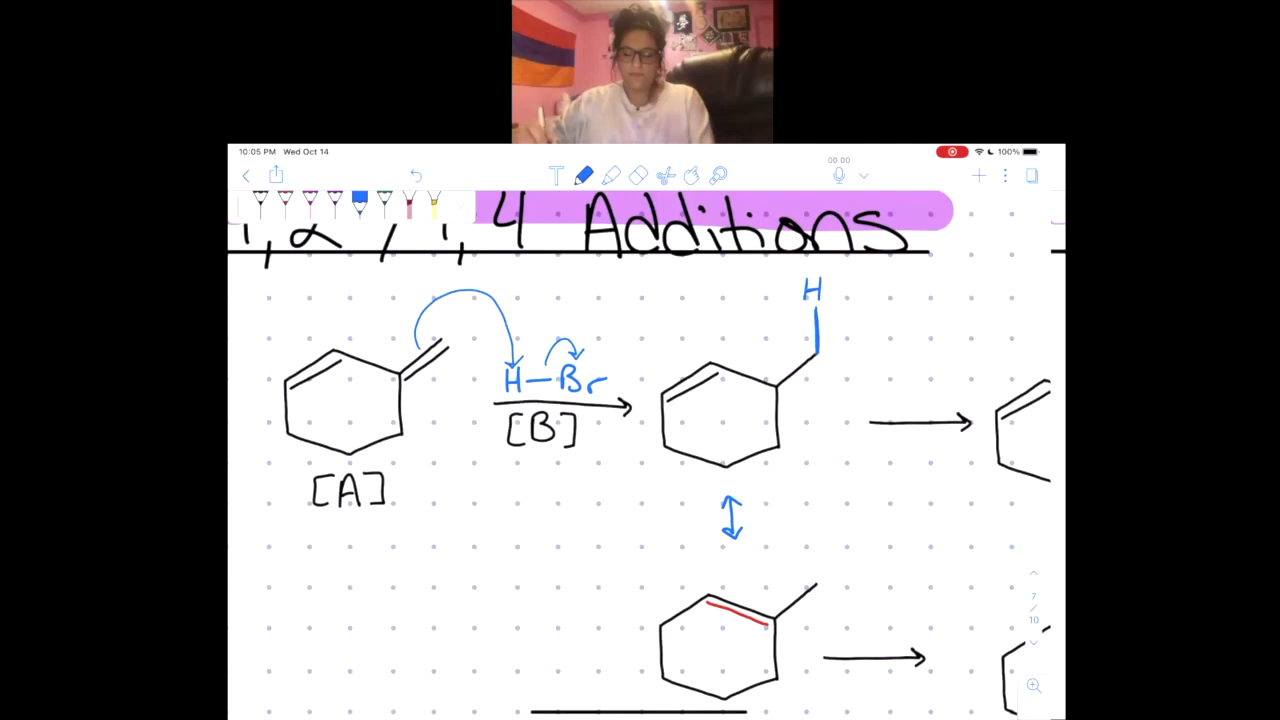 10:05 PM Wed Oct 14
100%
00:00
T
1,2 / 1,4 Additions
H
H-Br
[B]
[A]
7
/
10